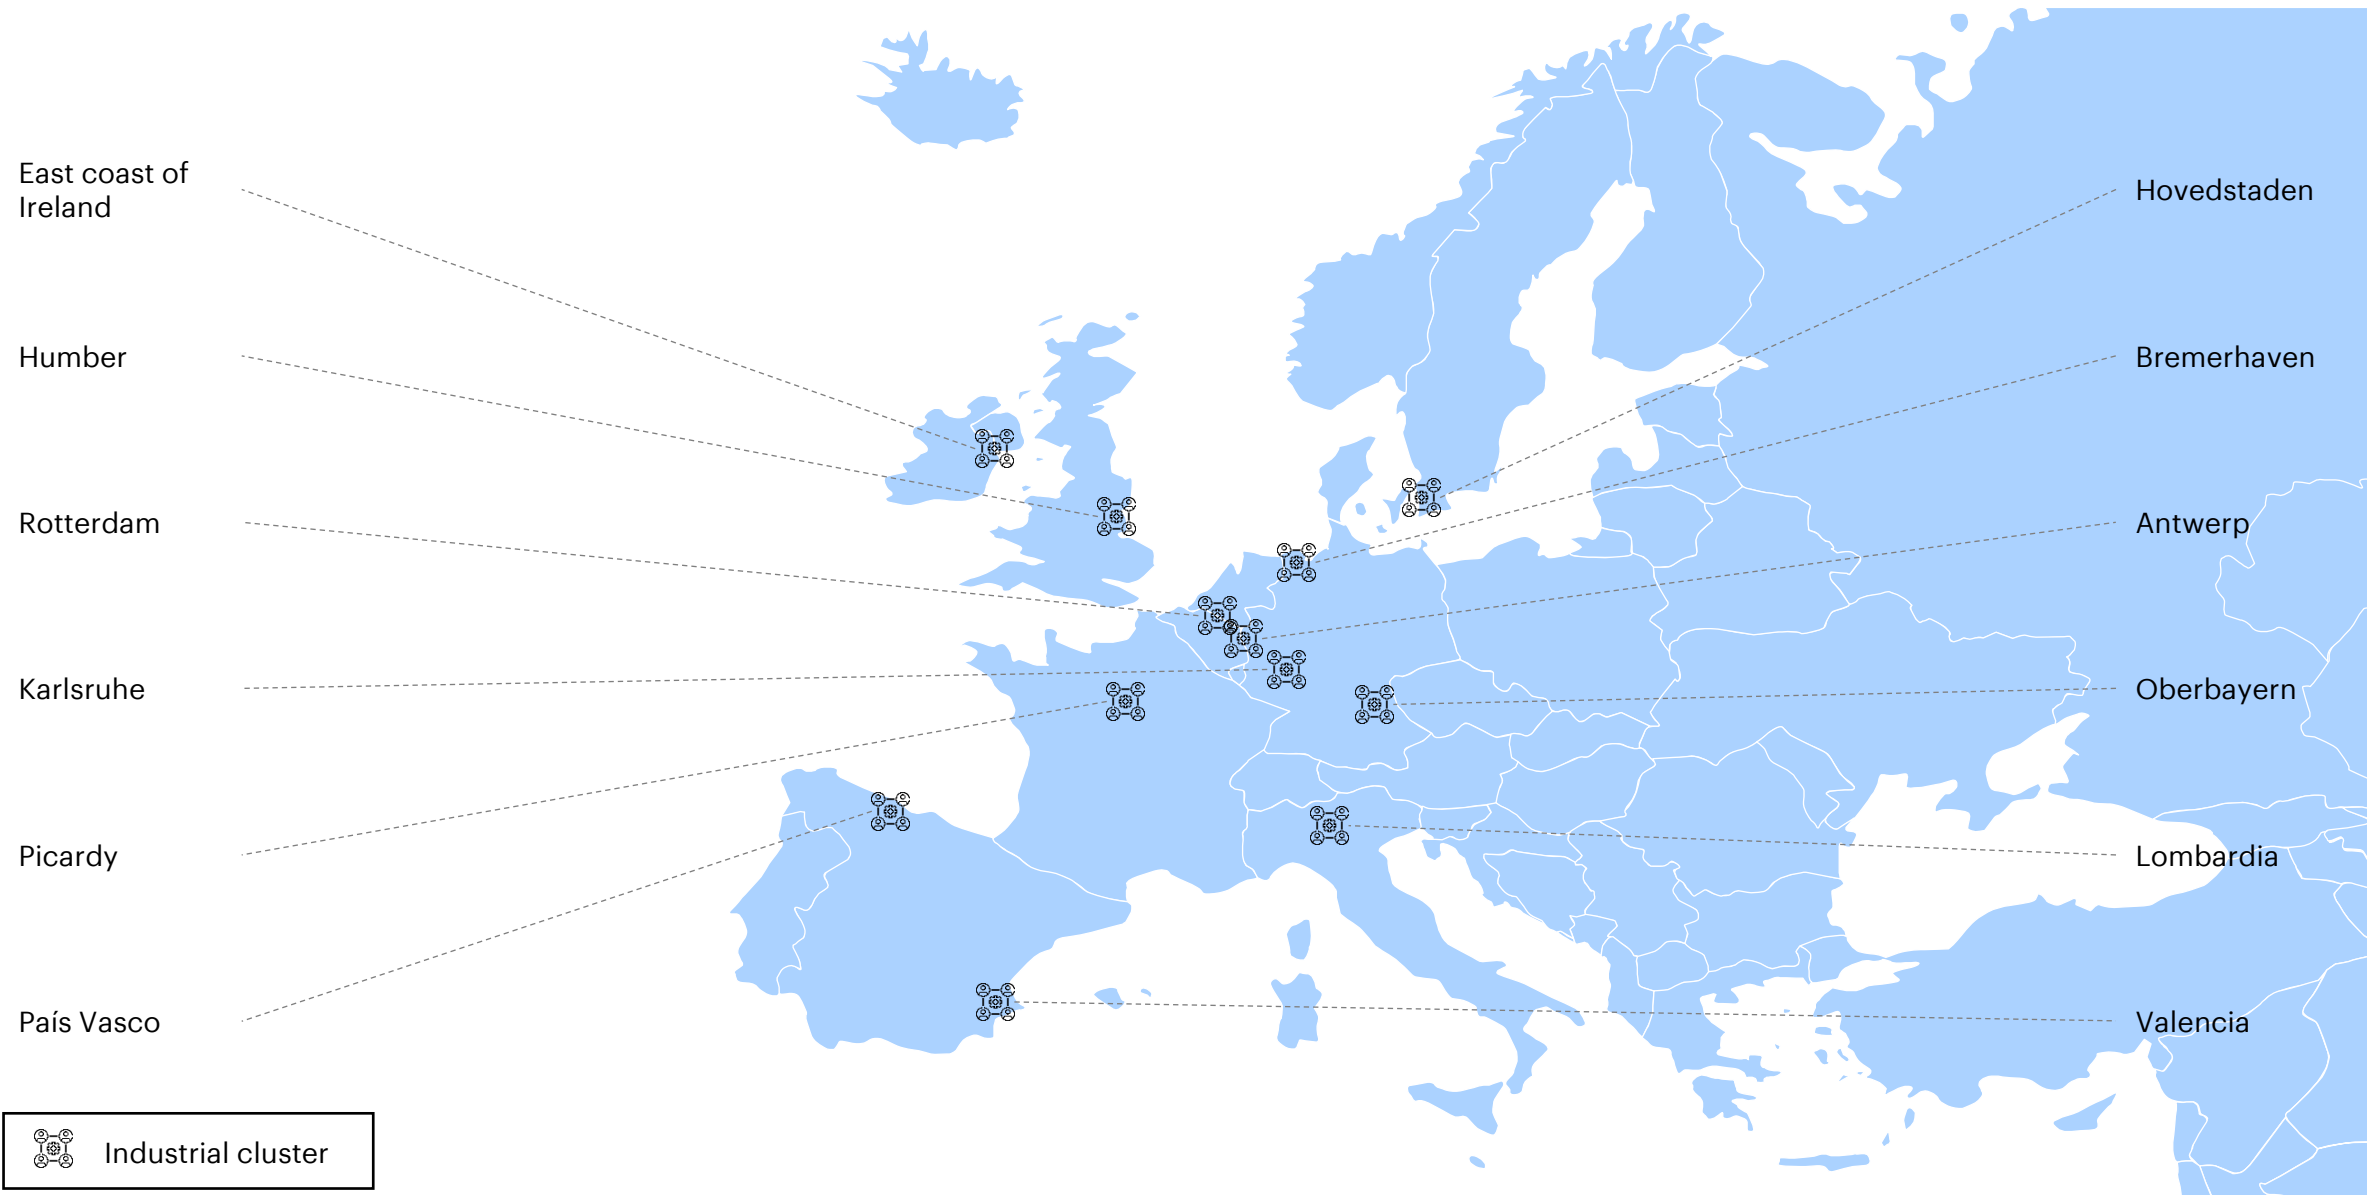 East coast of
Ireland
Humber
Rotterdam
Karlsruhe
Picardy
País Vasco
Hovedstaden
Bremerhaven
Antwerp
Oberbayern
Lombardia
Valencia
Industrial cluster